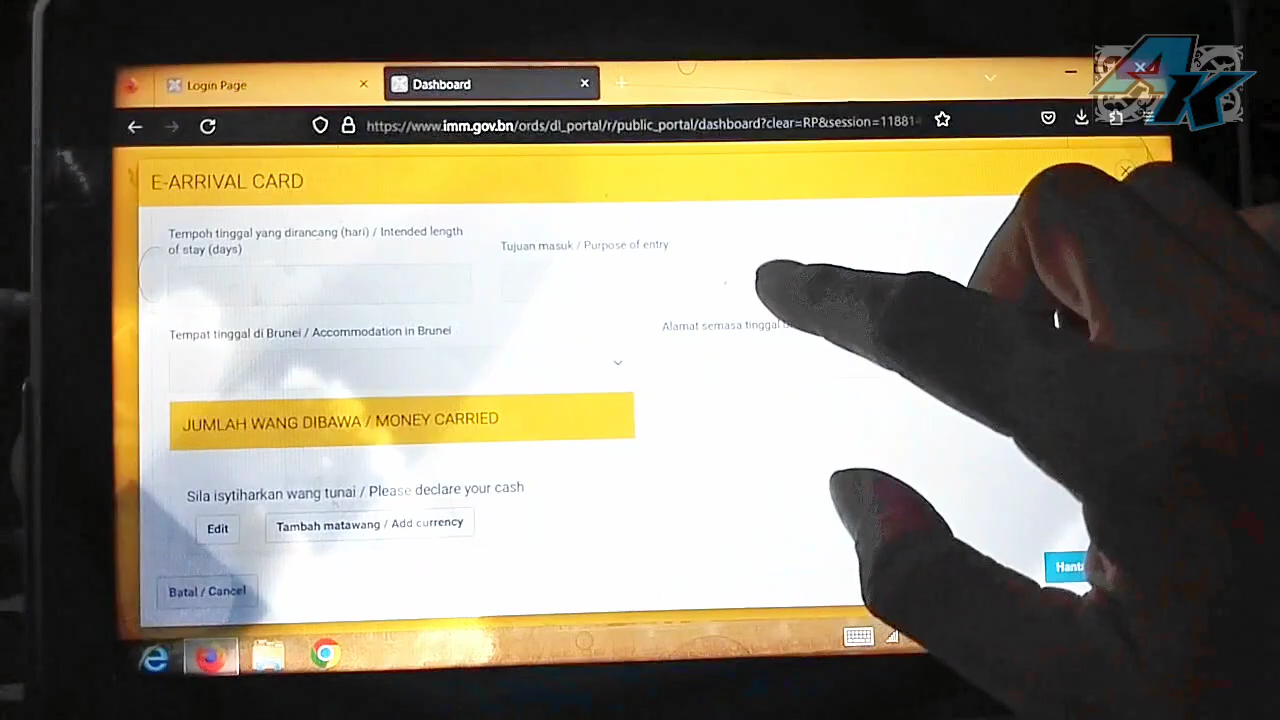 AK
Login Page
Dashboard
https://www.imm.gov.bn/ords/dl_portal/r/public_portal/dashboard?clear=RP&session=11881
E-ARRIVAL CARD
Tempoh tinggal yang dirancang (hari) / Intended length
of stay (days)
Tujuan masuk / Purpose of entry
Tempat tinggal di Brunei / Accommodation in Brunei
Alamat semasa tinggal
JUMLAH WANG DIBAWA / MONEY CARRIED
Sila isytiharkan wang tunai / Please declare your cash
Edit
Tambah matawang / Add currency
Batal / Cancel